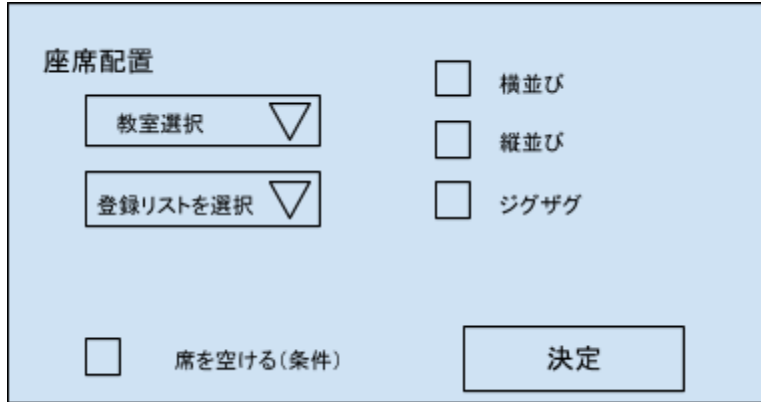 座席配置
教室選択
登録リストを選択
横並び
縦並び
ジグザグ
席を空ける(条件)
決定